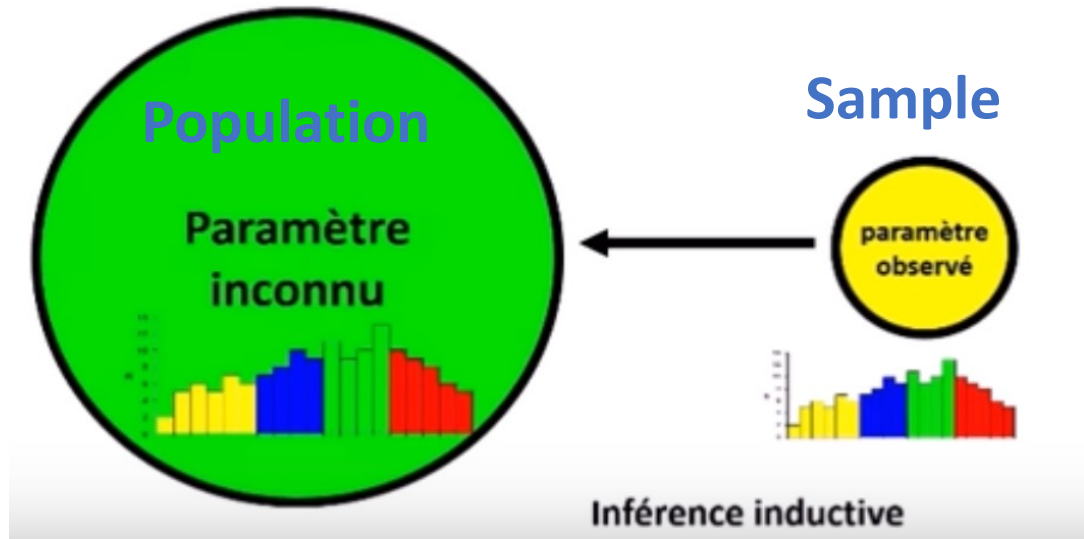 Population
Sample
Paramètre
inconnu
paramètre
observé
Inférence inductive